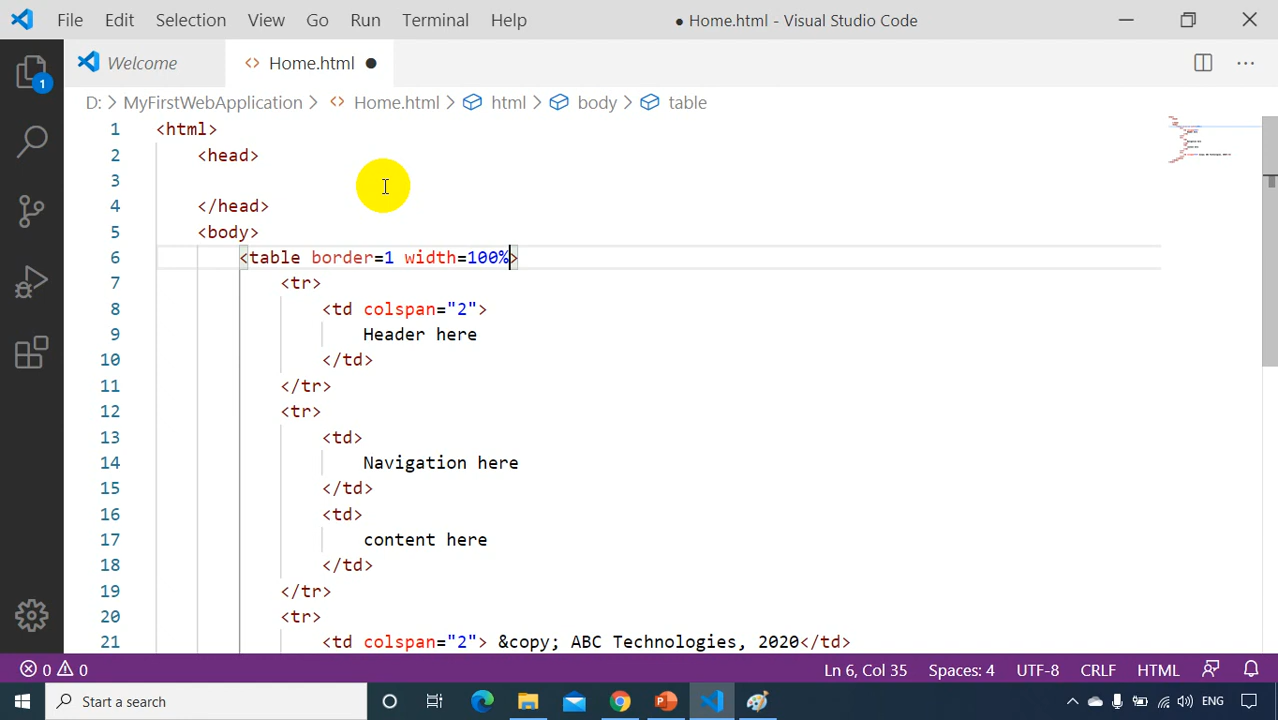 File Edit Selection View Go Run Terminal Help ● Home.html - Visual Studio Code
Welcome <> Home.html ●
D: > MyFirstWebApplication > <> Home.html > html > body > table
1 <html>
2 <head>
3
4 </head>
5 <body>
6 <table border=1 width=100%>
7 <tr>
8 <td colspan="2">
9 Header here
10 </td>
11 </tr>
12 <tr>
13 <td>
14 Navigation here
15 </td>
16 <td>
17 content here
18 </td>
19 </tr>
20 <tr>
21 <td colspan="2"> &copy; ABC Technologies, 2020</td>
1
0 0 Ln 6, Col 35 Spaces: 4 UTF-8 CRLF HTML
Start a search ENG